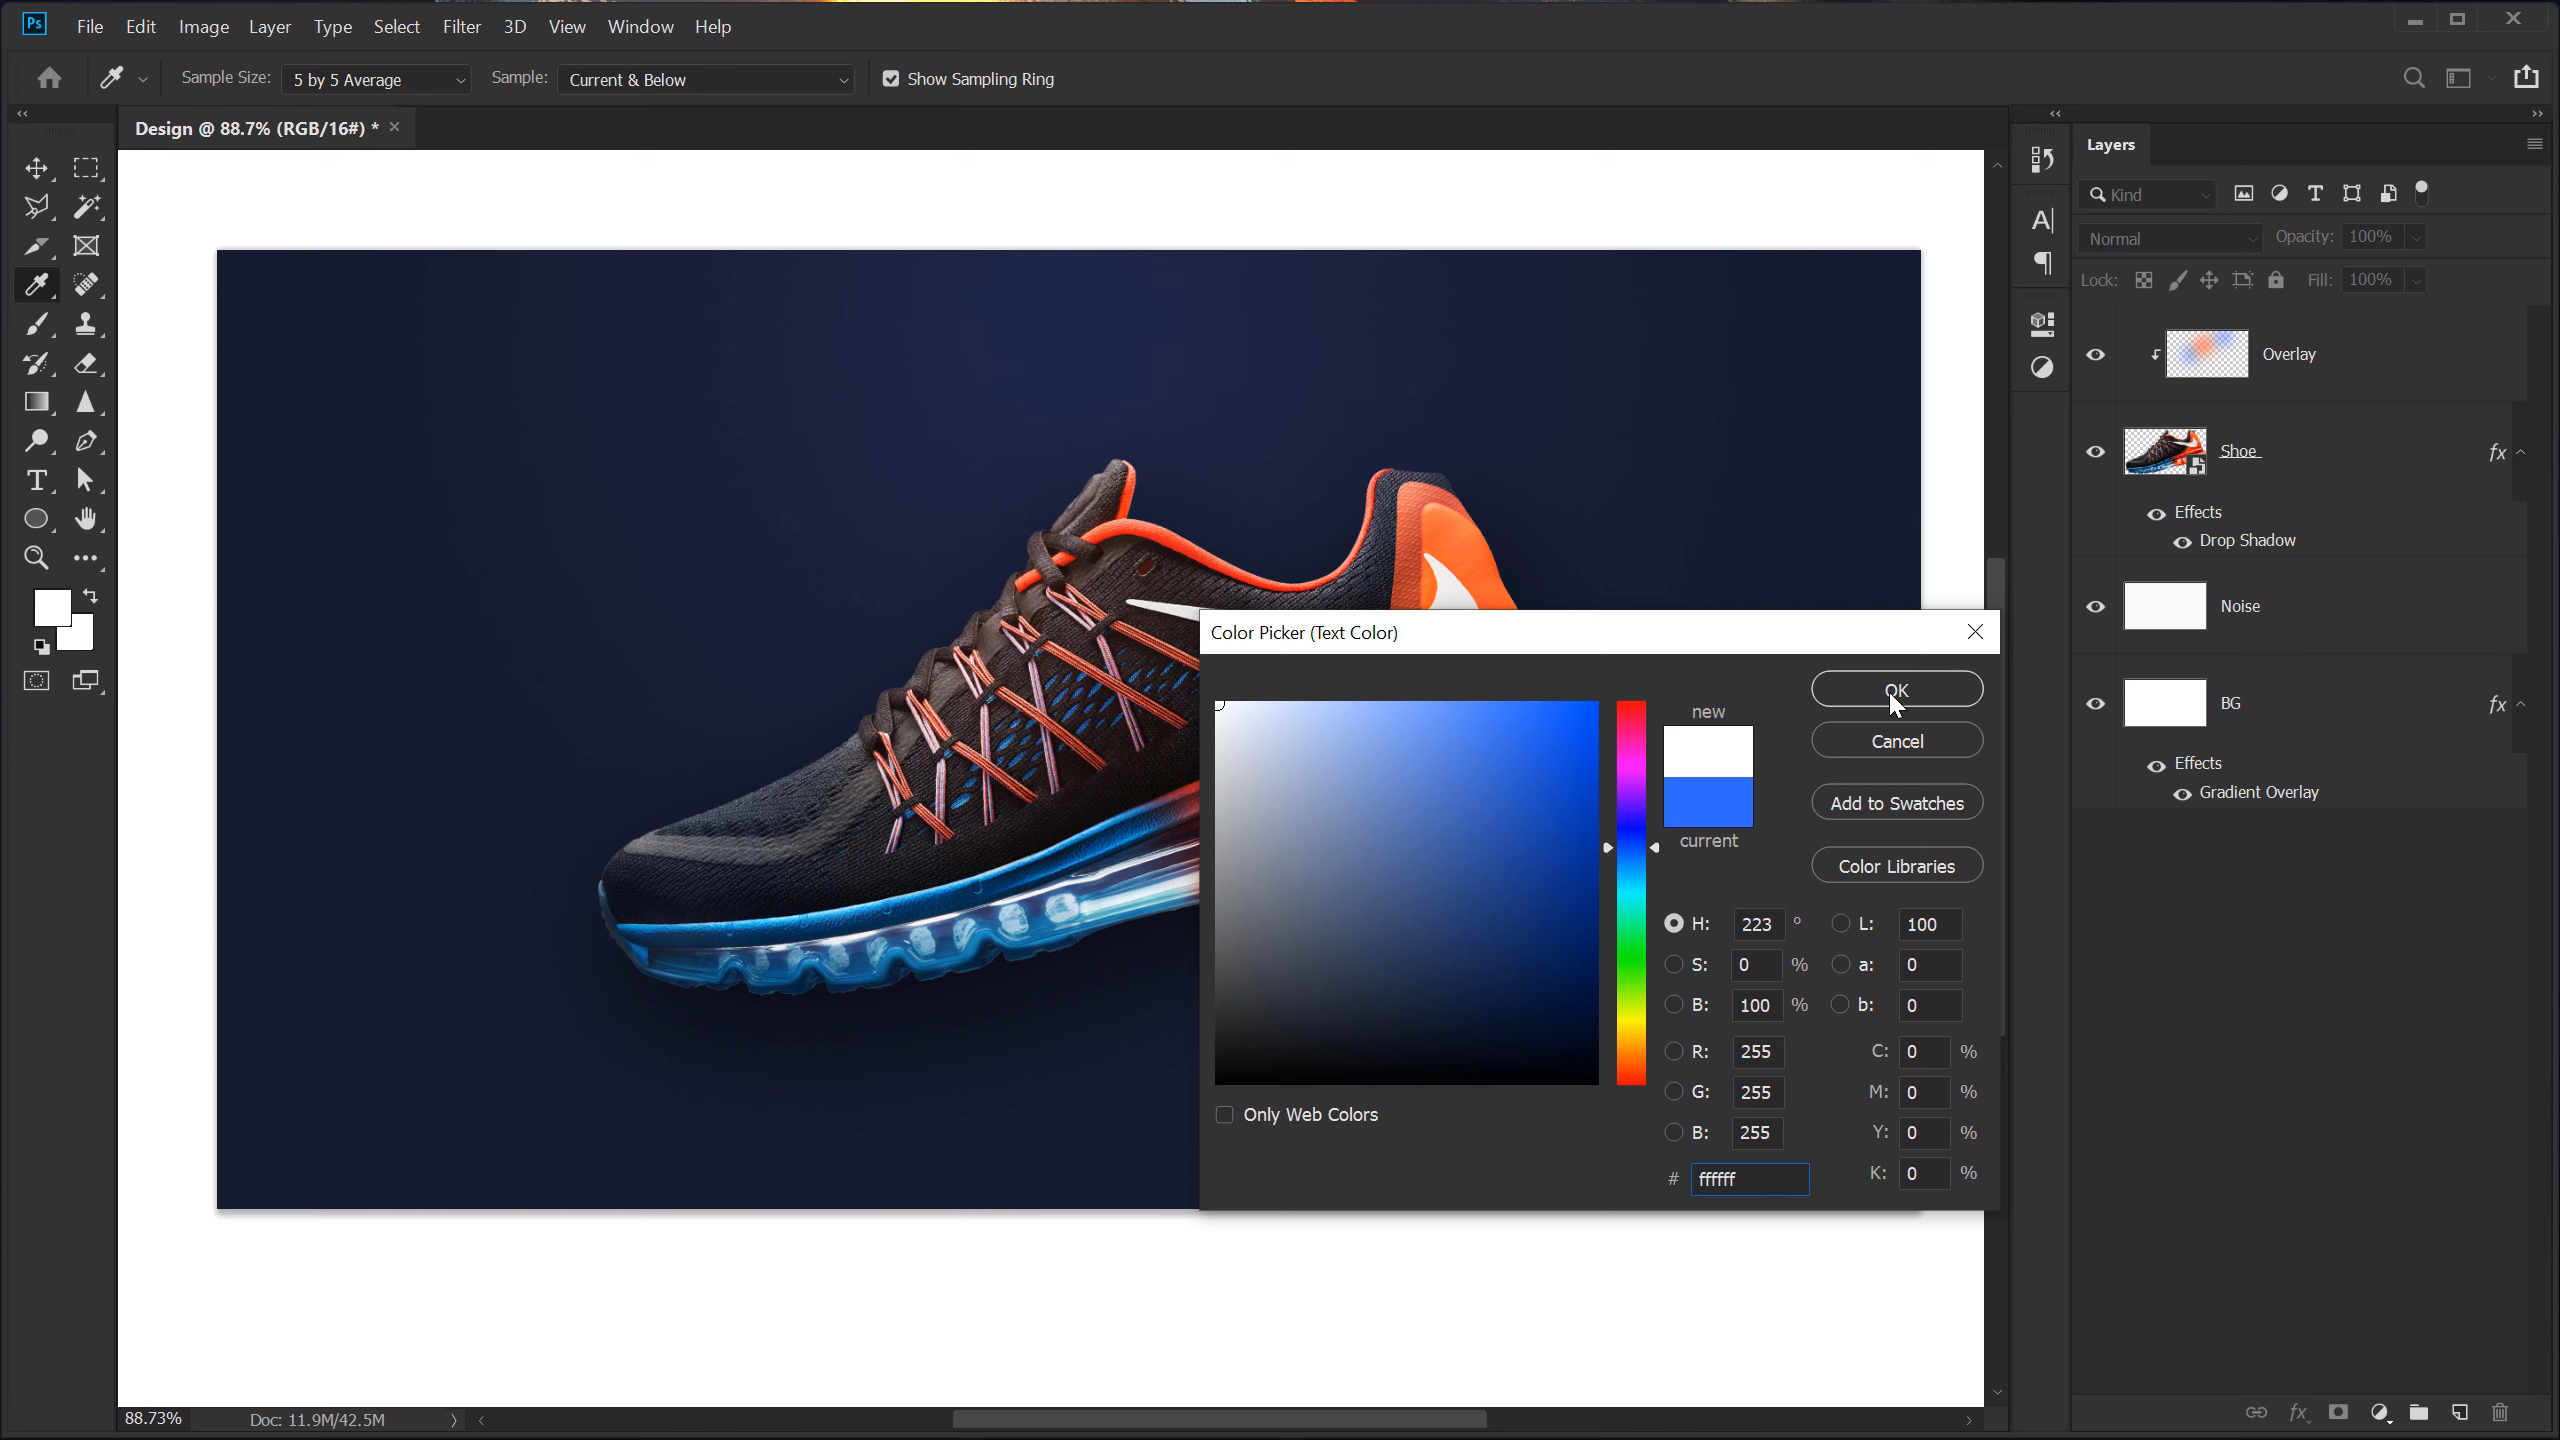 Ps File Edit Image Layer Type Select Filter 3D View Window Help
Sample Size: 5 by 5 Average Sample: Current & Below Show Sampling Ring
Design @ 88.7% (RGB/16#) *
Layers
Kind
Normal Opacity: 100%
Lock: Fill: 100%
Overlay
Shoe fx
Effects
Drop Shadow
Noise
BG fx
Effects
Gradient Overlay
Color Picker (Text Color)
OK
new
Cancel
Add to Swatches
current
Color Libraries
H: 223 ° L: 100
S: 0 % a: 0
B: 100 % b: 0
R: 255 C: 0 %
G: 255 M: 0 %
B: 255 Y: 0 %
# ffffff K: 0 %
Only Web Colors
88.73% Doc: 11.9M/42.5M
fx